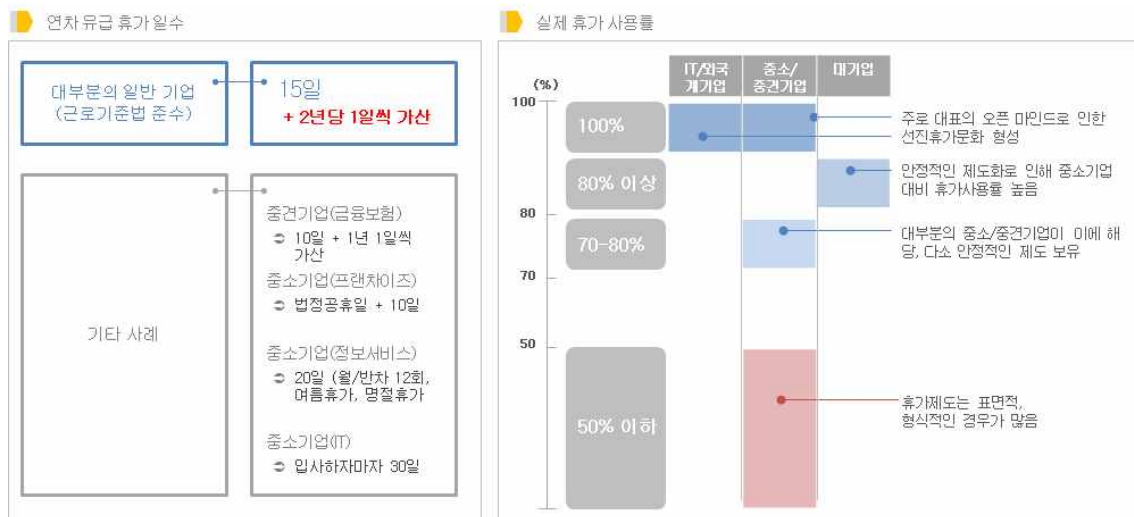 연차 유급 휴가 일수
대부분의 일반 기업
(근로기준법 준수)
15일
+ 2년당 1일씩 가산
기타 사례
중견기업(금융보험)
➲ 10일 + 1년 1일씩
가산
중소기업(프랜차이즈)
➲ 법정공휴일 + 10일
중소기업(정보서비스)
➲ 20일 (월/반차 12회,
여름휴가, 명절휴가
중소기업(IT)
➲ 입사하자마자 30일
실제 휴가 사용률
(%)
IT/외국
계기업
중소/
중견기업
대기업
100
100%
주로 대표의 오픈 마인드로 인한
선진휴가문화 형성
80% 이상
안정적인 제도화로 인해 중소기업
대비 휴가사용률 높음
80
70-80%
대부분의 중소/중견기업이 이에 해
당, 다소 안정적인 제도 보유
70
50
50% 이하
휴가제도는 표면적,
형식적인 경우가 많음